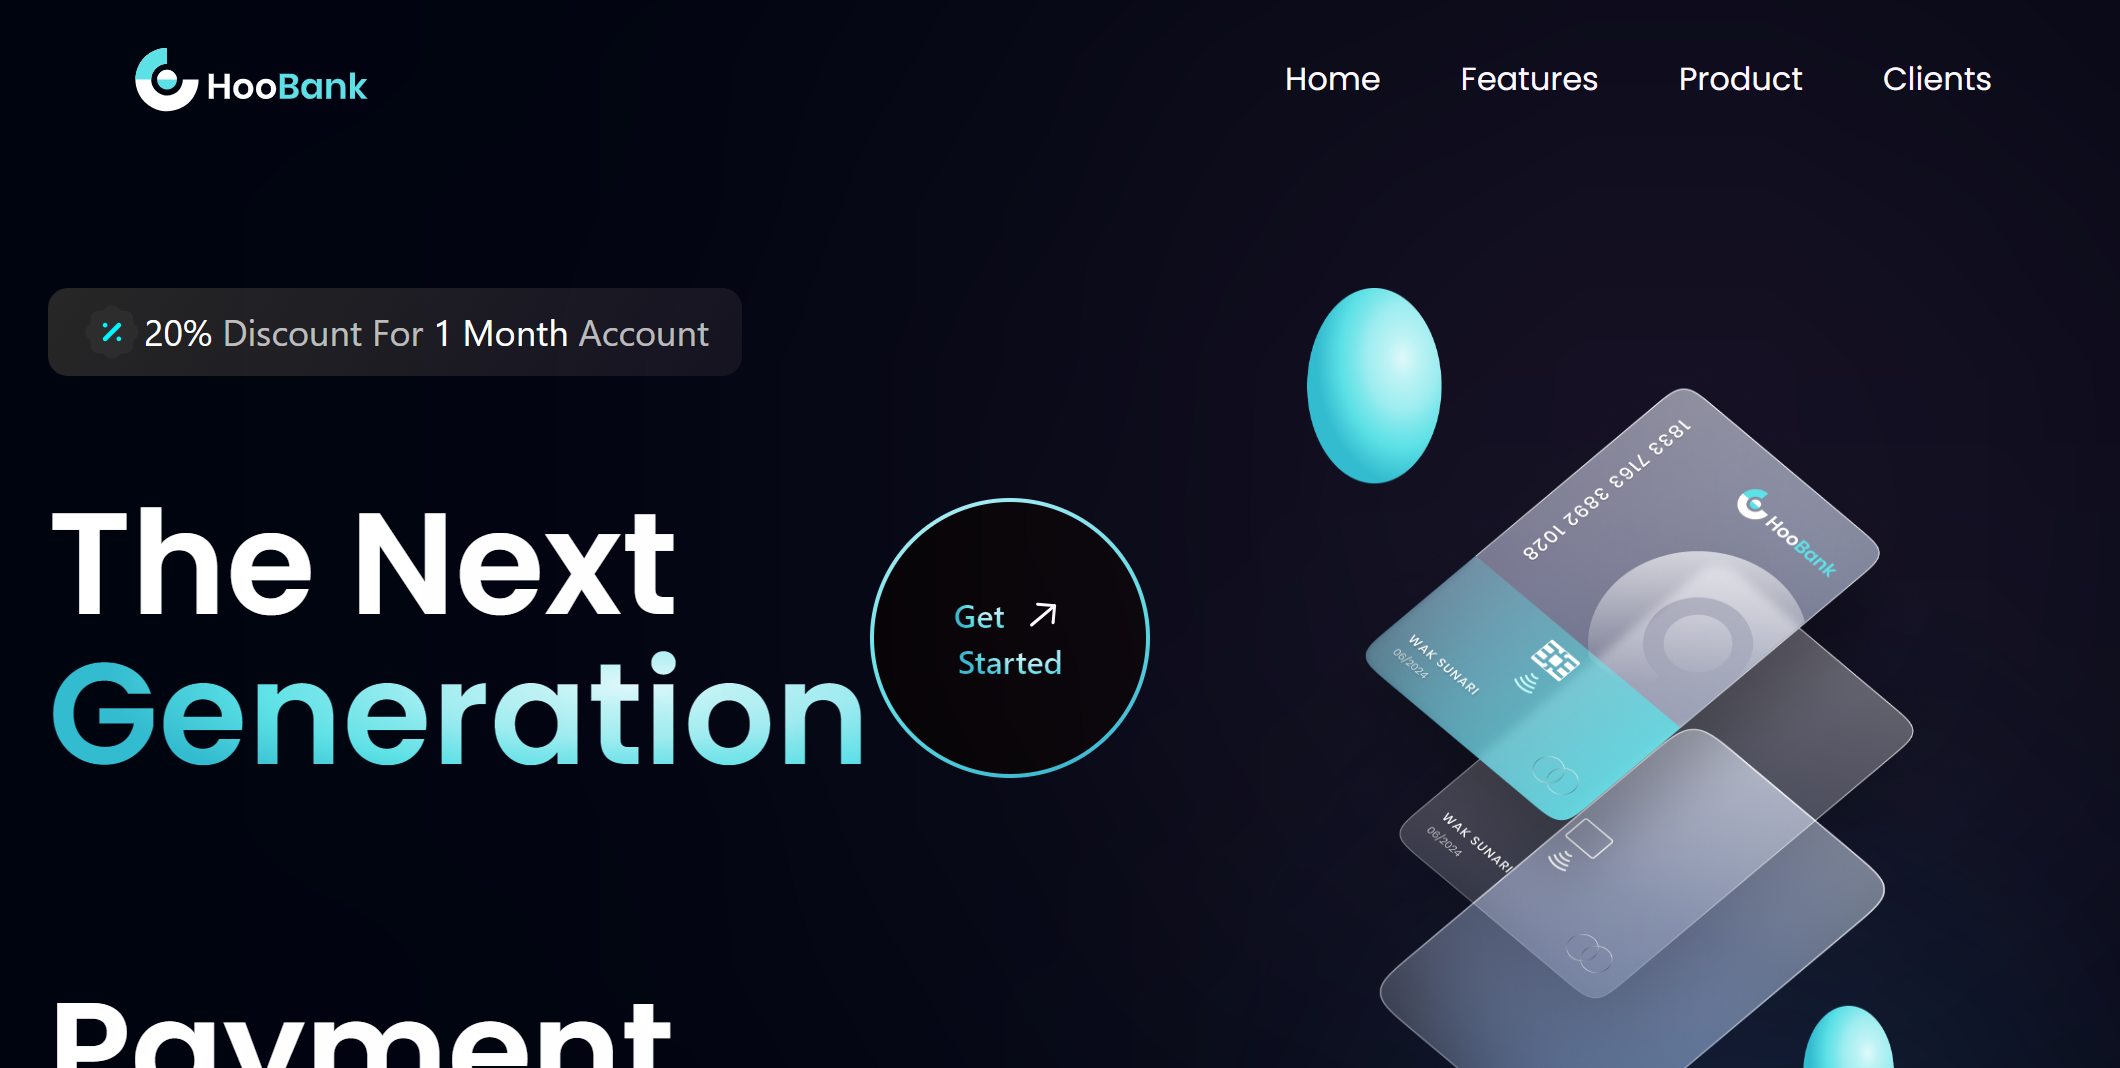 HooBank
Home Features Product Clients
20% Discount For 1 Month Account
The Next
Generation
Get
Started
Payment
1833 7163 3892 1028
HooBank
WAK SUNARI
06/2024
WAK SUNARI
06/2024